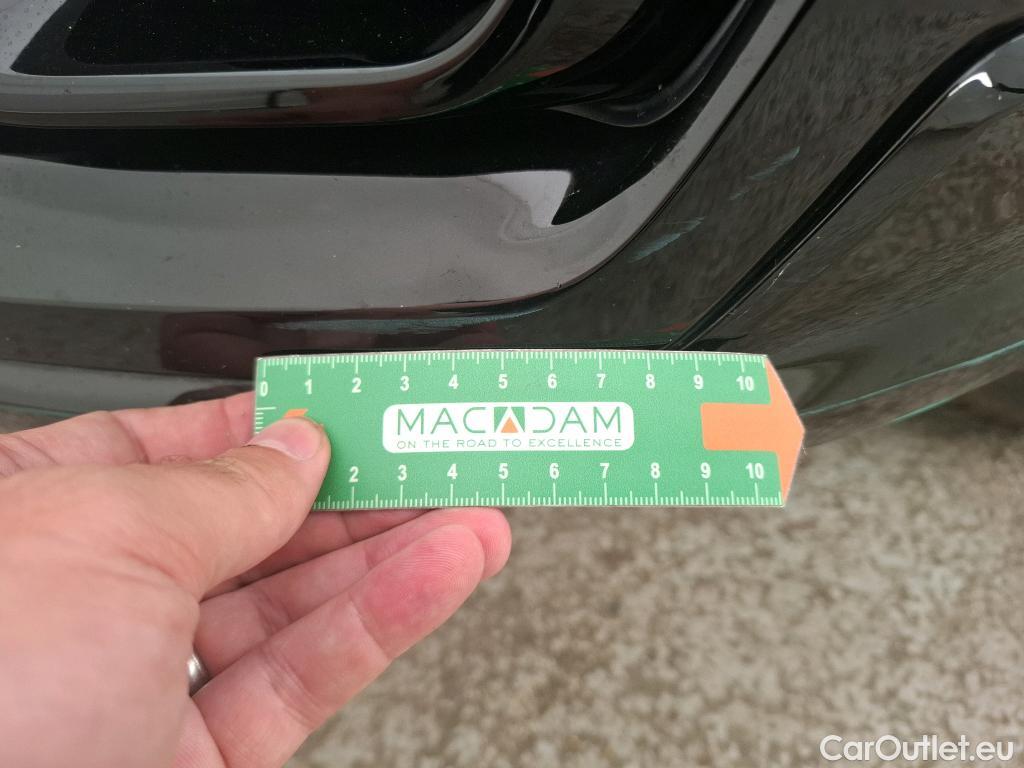 0 1 2 3 4 5 6 7 8 9 10
MACADAM
ON THE ROAD TO EXCELLENCE
2 3 4 5 6 7 8 9 10
CarOutlet.eu